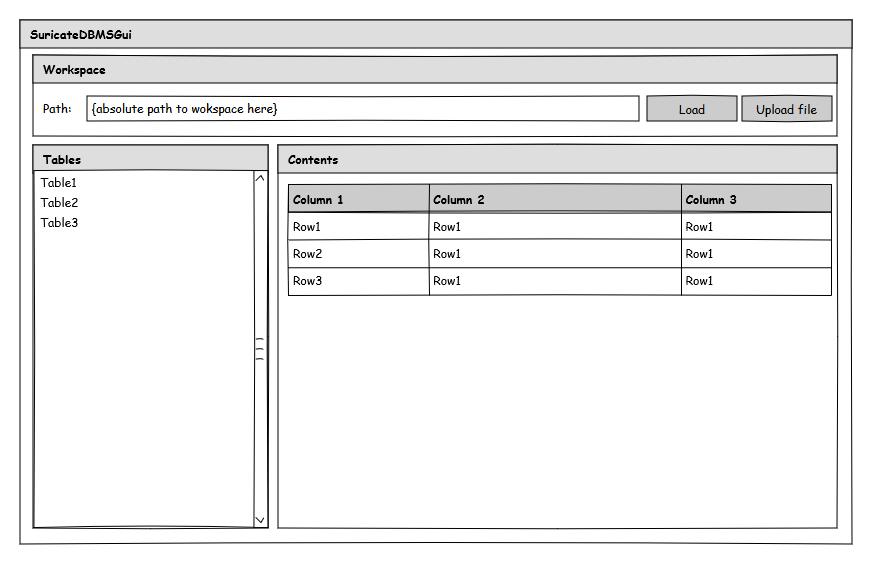 SuricateDBMSGui
Workspace
Path: {absolute path to wokspace here} Load Upload file
Tables
Table1
Table2
Table3
Contents
Column 1 Column 2 Column 3
Row1 Row1 Row1
Row2 Row1 Row1
Row3 Row1 Row1